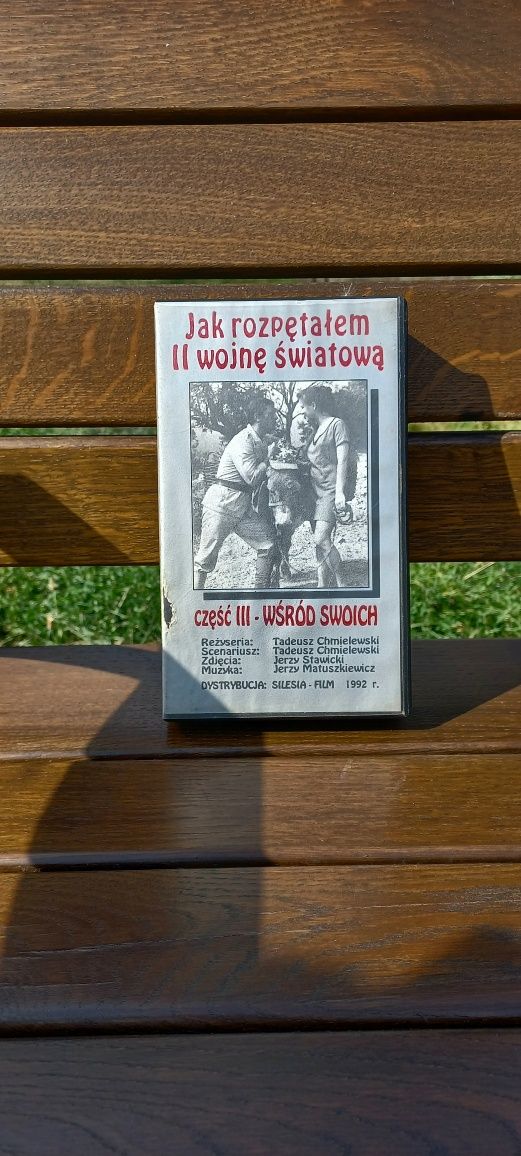 Jak rozpętałem
II wojnę światową
CZĘŚĆ III - WŚRÓD SWOICH
Reżyseria: Tadeusz Chmielewski
Scenariusz: Tadeusz Chmielewski
Zdjęcia: Jerzy Stawicki
Muzyka: Jerzy Matuszkiewicz
DYSTRYBUCJA: SILESIA - FILM 1992 r.